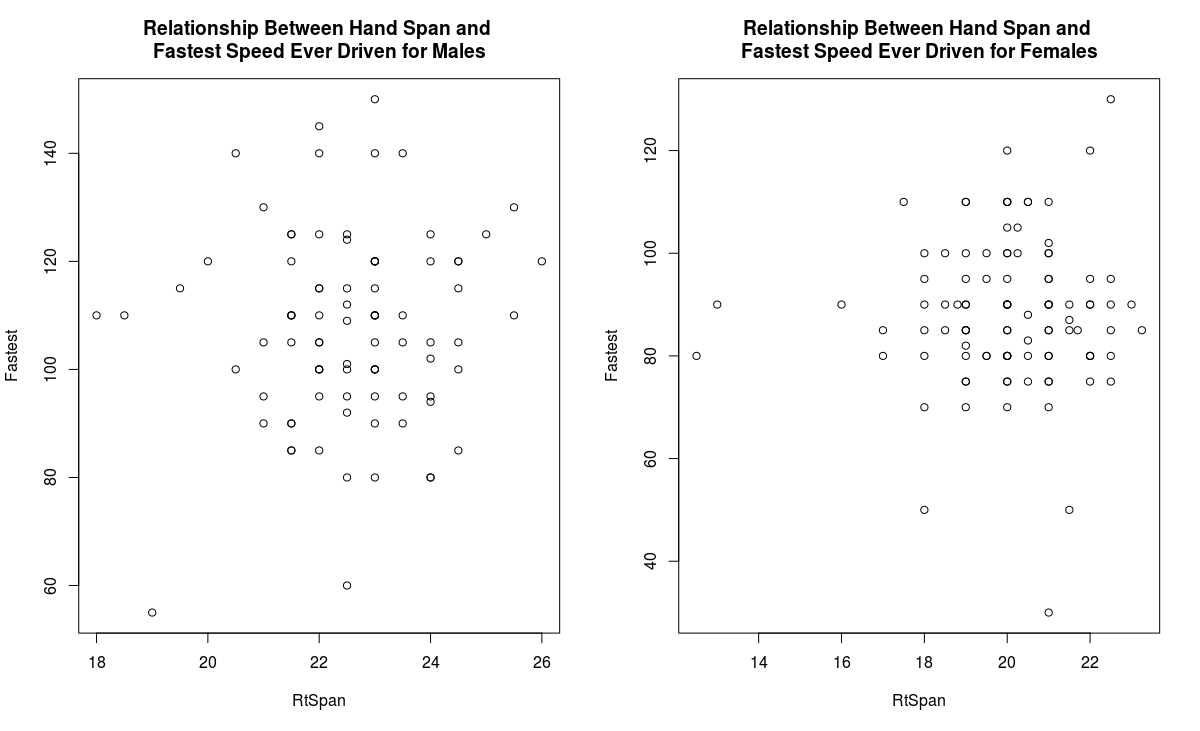 Relationship Between Hand Span and
Fastest Speed Ever Driven for Males
Fastest
140
120
100
80
60
18 20 22 24 26
RtSpan
Relationship Between Hand Span and
Fastest Speed Ever Driven for Females
Fastest
120
100
80
60
40
14 16 18 20 22
RtSpan